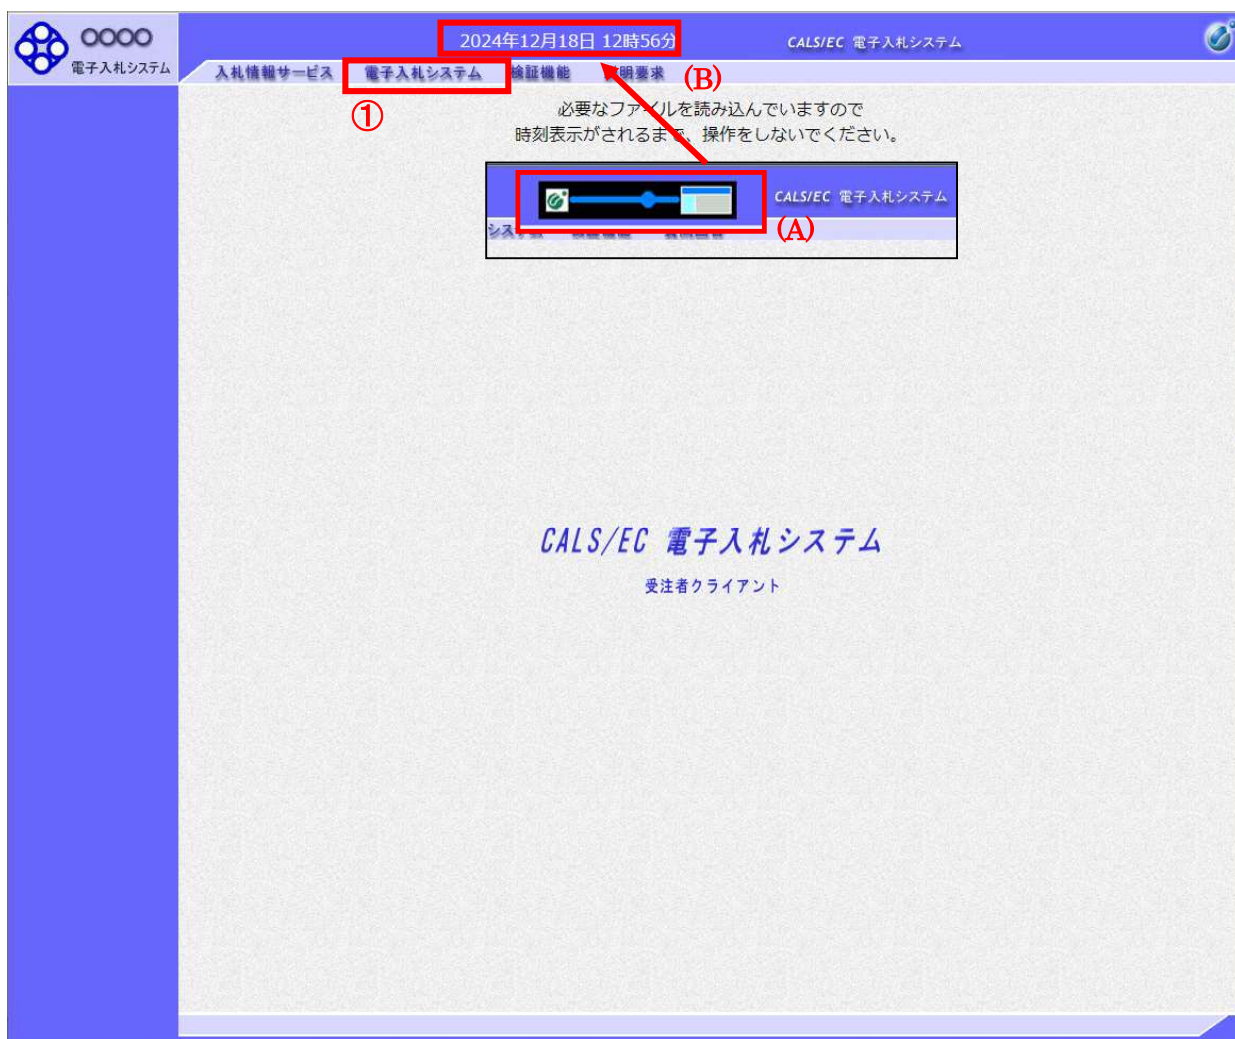 OOOO
電子入札システム
2024年12月18日 12時56分
CALS/EC 電子入札システム
入札情報サービス 電子入札システム 検証機能 説明要求
(B)
①
必要なファイルを読み込んでいますので
時刻表示がされるまで、操作をしないでください。
CALS/EC 電子入札システム
(A)
システム
CALS/EC 電子入札システム
受注者クライアント